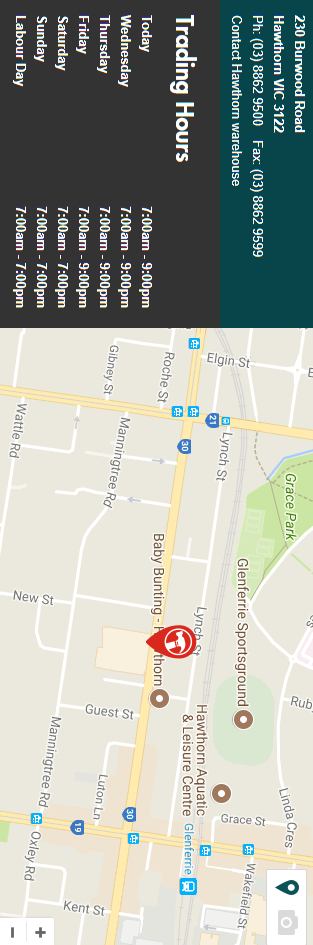 230 Burwood Road
Hawthorn VIC 3122
Ph: (03) 8862 9500 Fax: (03) 8862 9599
Contact Hawthorn warehouse
Trading Hours
Today 7:00am - 9:00pm
Wednesday 7:00am - 9:00pm
Thursday 7:00am - 9:00pm
Friday 7:00am - 9:00pm
Saturday 7:00am - 7:00pm
Sunday 7:00am - 7:00pm
Labour Day 7:00am - 7:00pm
Elgin St
Gibney St
Roche St
Wattle Rd
Manningtree Rd
21
30
Lynch St
Grace Park
Baby Bunting -
thorn
Glenferrie Sportsground
Lynch St
New St
Guest St
Hawthorn Aquatic
& Leisure Centre
Ruby
Manningtree Rd
Luton Ln
30
19
Linda Cres
Grace St
Glenferrie
Oxley Rd
Wakefield St
Kent St
+
−